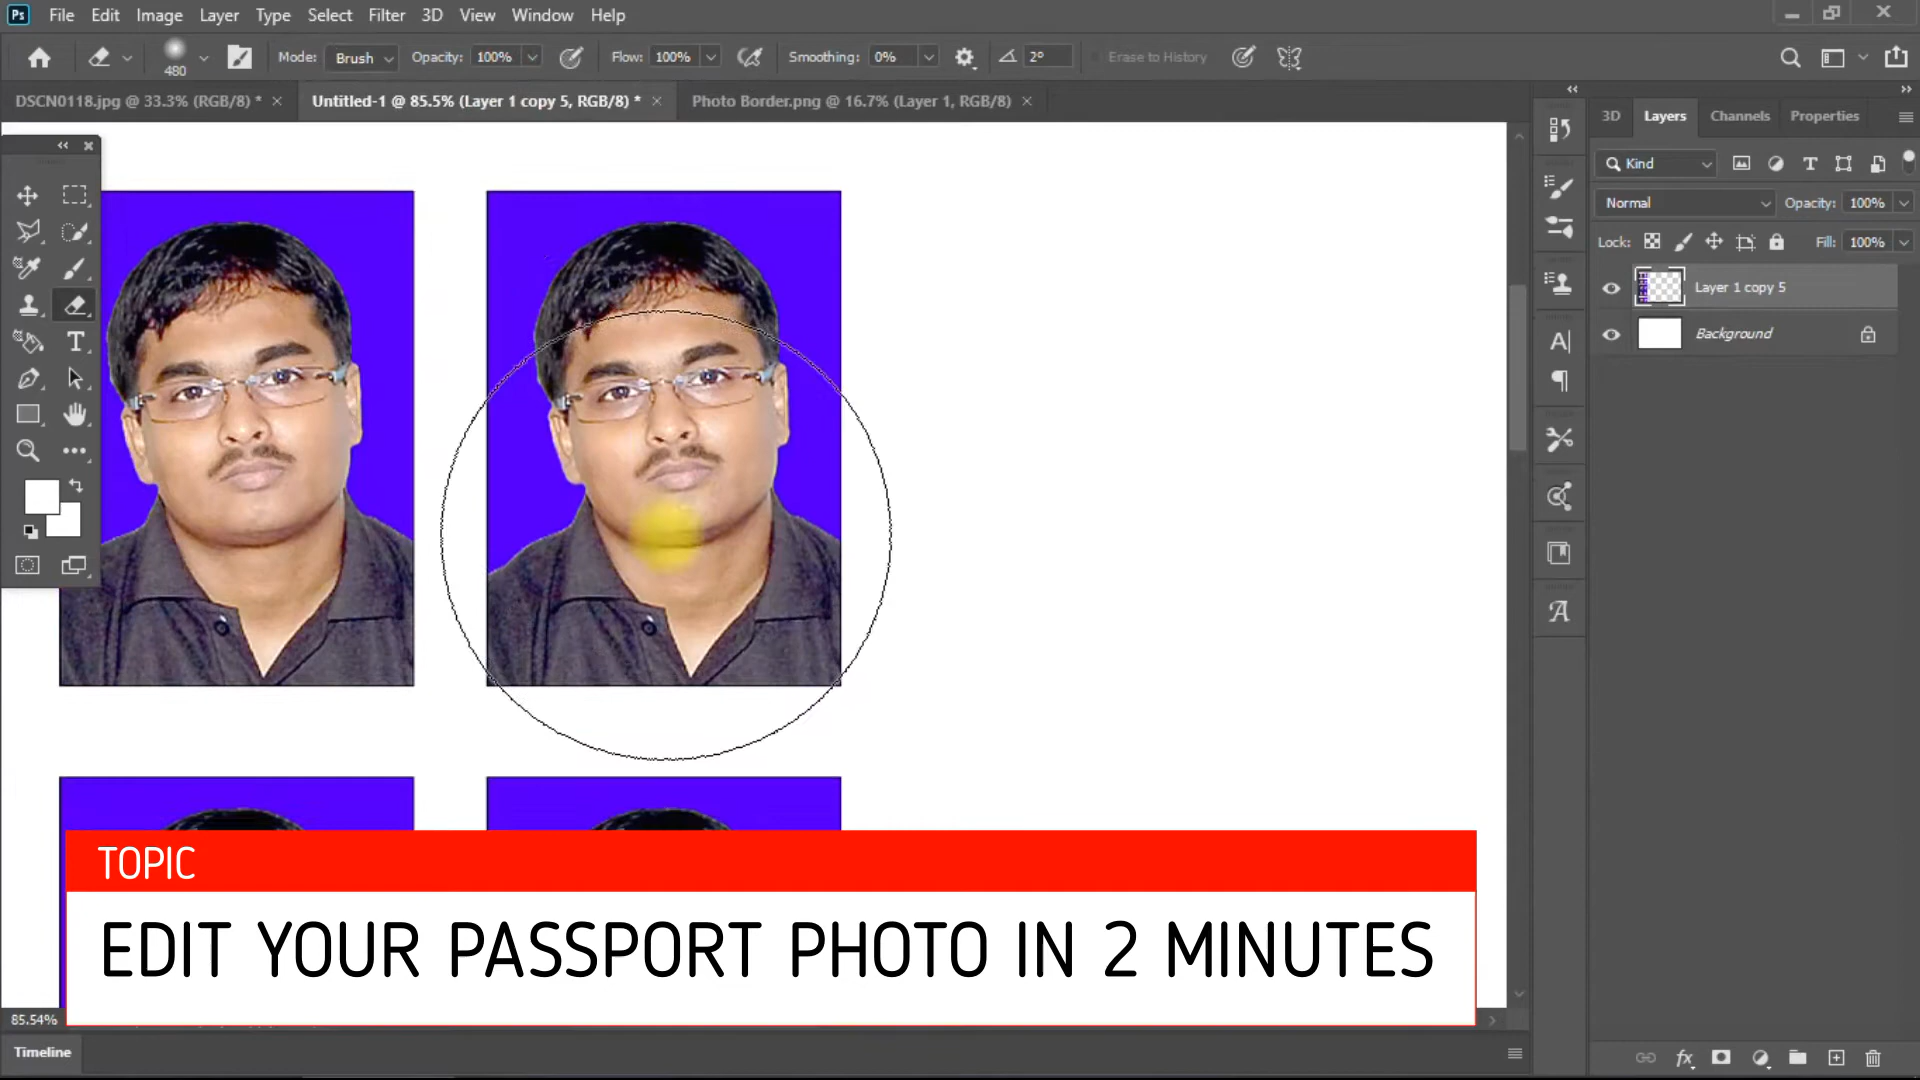 Ps File Edit Image Layer Type Select Filter 3D View Window Help
480 Mode: Brush Opacity: 100% Flow: 100% Smoothing: 0% 2° Erase to History
DSCN0118.jpg @ 33.3% (RGB/8) * Untitled-1 @ 85.5% (Layer 1 copy 5, RGB/8) * Photo Border.png @ 16.7% (Layer 1, RGB/8)
3D Layers Channels Properties
Kind
Normal Opacity: 100%
Lock: Fill: 100%
Layer 1 copy 5
Background
TOPIC
EDIT YOUR PASSPORT PHOTO IN 2 MINUTES
85.54%
Timeline